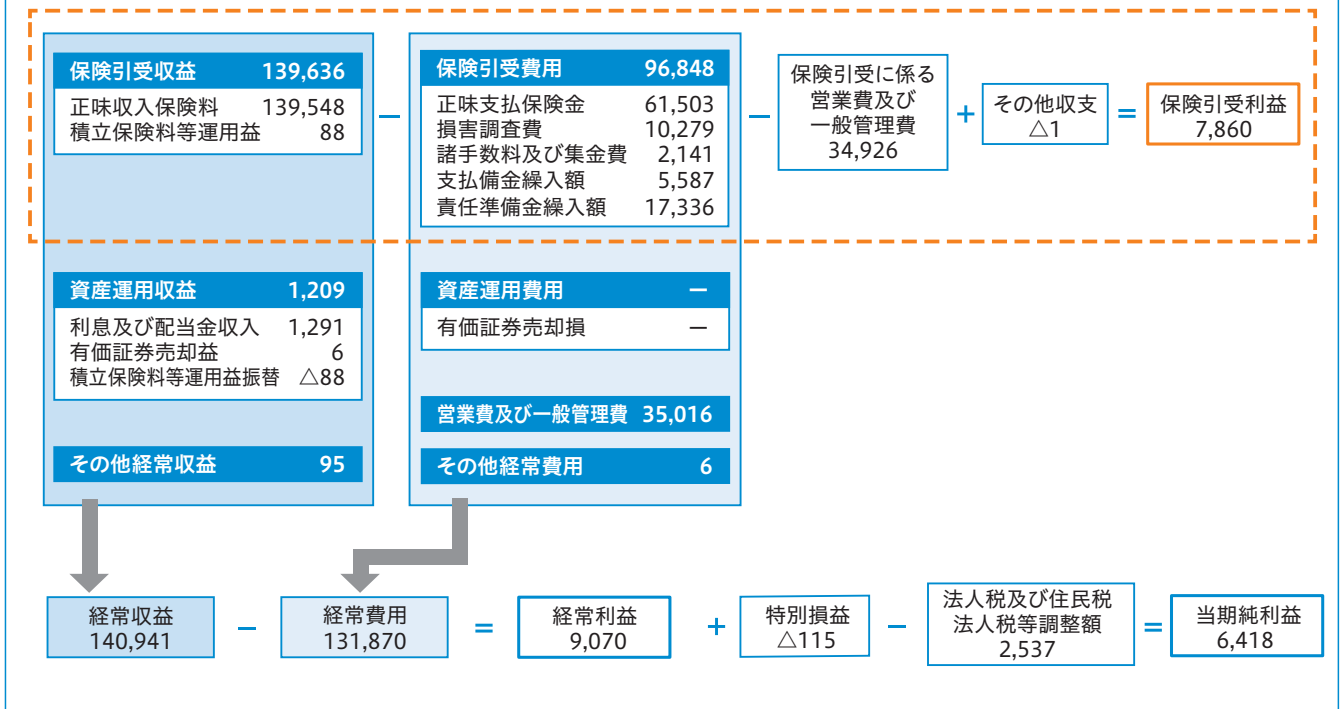 保険引受収益 139,636
正味収入保険料 139,548
積立保険料等運用益 88
−
保険引受費用 96,848
正味支払保険金 61,503
損害調査費 10,279
諸手数料及び集金費 2,141
支払備金繰入額 5,587
責任準備金繰入額 17,336
−
保険引受に係る
営業費及び
一般管理費
34,926
+
その他収支
△1
=
保険引受利益
7,860
資産運用収益 1,209
利息及び配当金収入 1,291
有価証券売却益 6
積立保険料等運用益振替 △88
その他経常収益 95
資産運用費用 −
有価証券売却損 −
営業費及び一般管理費 35,016
その他経常費用 6
経常収益
140,941
−
経常費用
131,870
=
経常利益
9,070
+
特別損益
△115
−
法人税及び住民税
法人税等調整額
2,537
=
当期純利益
6,418